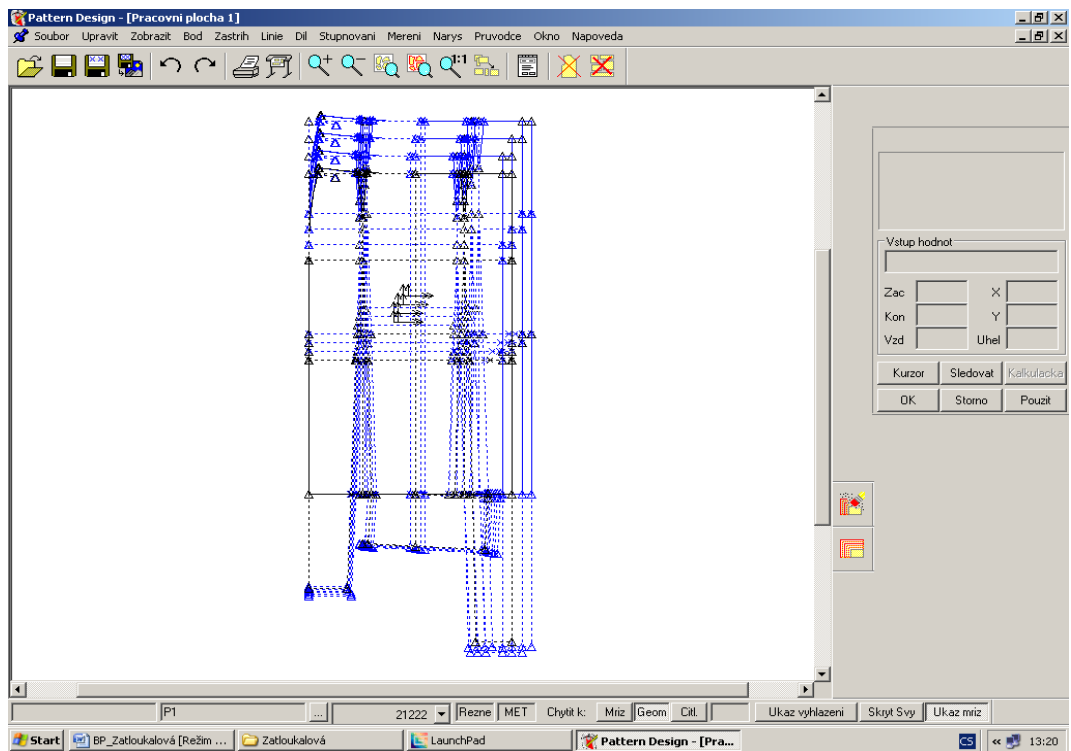 Pattern Design - [Pracovni plocha 1]
Soubor Upravit Zobrazit Bod Zastrih Linie Dil Stupnovani Mereni Narys Pruvodce Okno Napoveda
1:1
Vstup hodnot
Zac X
Kon Y
Vzd Uhel
Kurzor Sledovat Kalkulacka
OK Storno Pouzit
P1 ... 21222 Rezne MET Chytit k: Mriz Geom Citl. Ukaz vyhlazeni Skryt Svy Ukaz mriz
Start BP_Zatloukalová [Režim ... Zatloukalová LaunchPad Pattern Design - [Pra... CS « 13:20